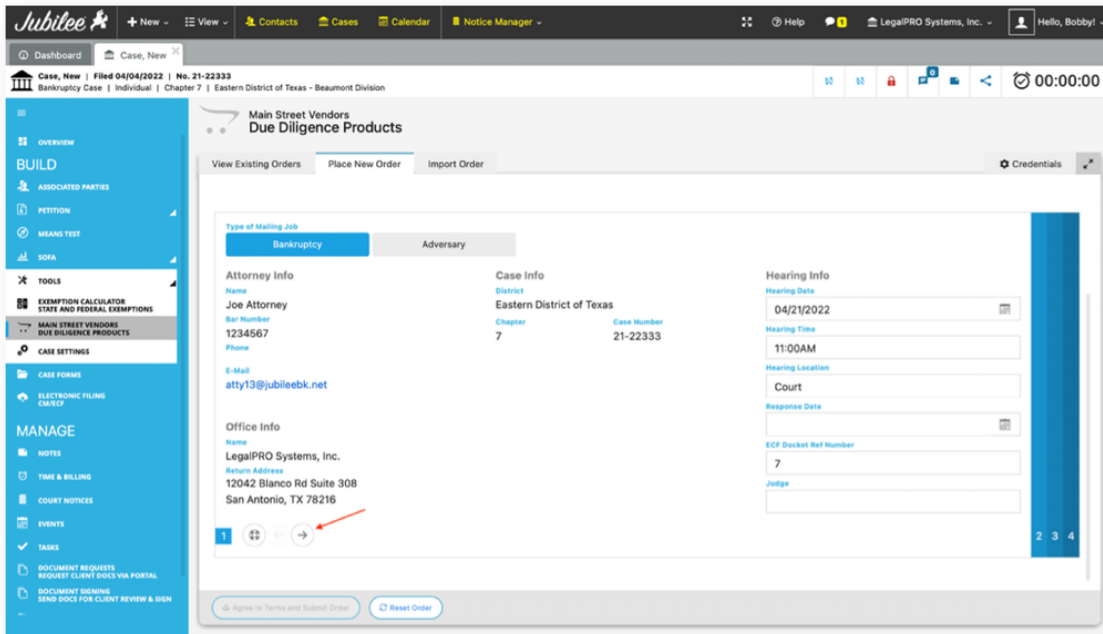 Jubilee
+ New
View
Contacts
Cases
Calendar
Notice Manager
Help
1
LegalPRO Systems, Inc.
Hello, Bobby!
Dashboard
Case, New
Case, New | Filed 04/04/2022 | No. 21-22333
Bankruptcy Case | Individual | Chapter 7 | Eastern District of Texas - Beaumont Division
0
00:00:00
OVERVIEW
BUILD
ASSOCIATED PARTIES
PETITION
MEANS TEST
SOFA
TOOLS
EXEMPTION CALCULATOR
STATE AND FEDERAL EXEMPTIONS
MAIN STREET VENDORS
DUE DILIGENCE PRODUCTS
CASE SETTINGS
CASE FORMS
ELECTRONIC FILING
CM/ECF
MANAGE
NOTES
TIME & BILLING
COURT NOTICES
EVENTS
TASKS
DOCUMENT REQUESTS
REQUEST CLIENT DOCS VIA PORTAL
DOCUMENT SIGNING
SEND DOCS FOR CLIENT REVIEW & SIGN
Main Street Vendors
Due Diligence Products
View Existing Orders
Place New Order
Import Order
Credentials
Type of Mailing Job
Bankruptcy
Adversary
Attorney Info
Name
Joe Attorney
Bar Number
1234567
Phone
E-Mail
atty13@jubileebk.net
Office Info
Name
LegalPRO Systems, Inc.
Return Address
12042 Blanco Rd Suite 308
San Antonio, TX 78216
Case Info
District
Eastern District of Texas
Chapter Case Number
7 21-22333
Hearing Info
Hearing Date
04/21/2022
Hearing Time
11:00AM
Hearing Location
Court
Response Date
ECF Docket Ref Number
7
Judge
1
2 3 4
Agree to Terms and Submit Order
Reset Order